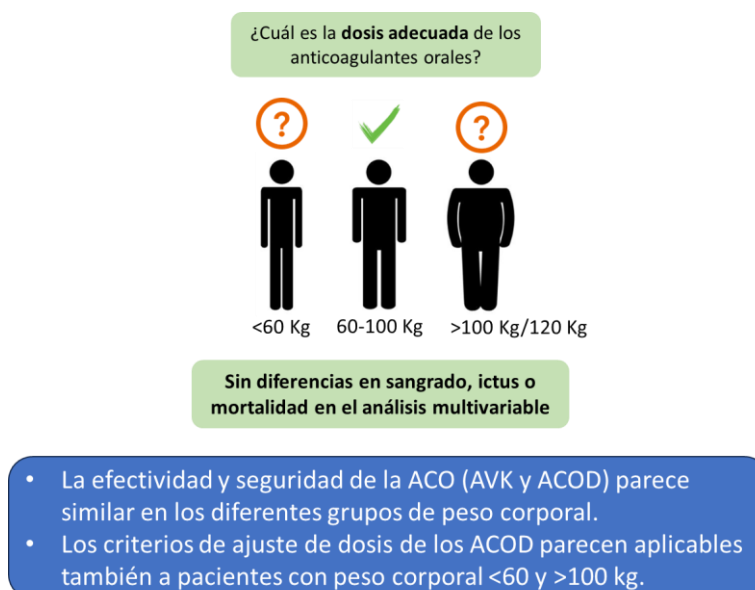 ¿Cuál es la dosis adecuada de los
anticoagulantes orales?
? ?
<60 Kg 60-100 Kg >100 Kg/120 Kg
Sin diferencias en sangrado, ictus o
mortalidad en el análisis multivariable
• La efectividad y seguridad de la ACO (AVK y ACOD) parece
similar en los diferentes grupos de peso corporal.
• Los criterios de ajuste de dosis de los ACOD parecen aplicables
también a pacientes con peso corporal <60 y >100 kg.